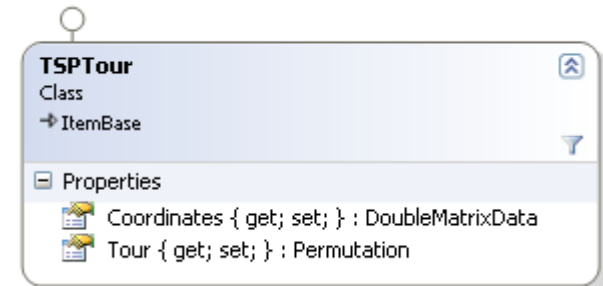 TSPTour
Class
ItemBase
Properties
Coordinates { get; set; } : DoubleMatrixData
Tour { get; set; } : Permutation